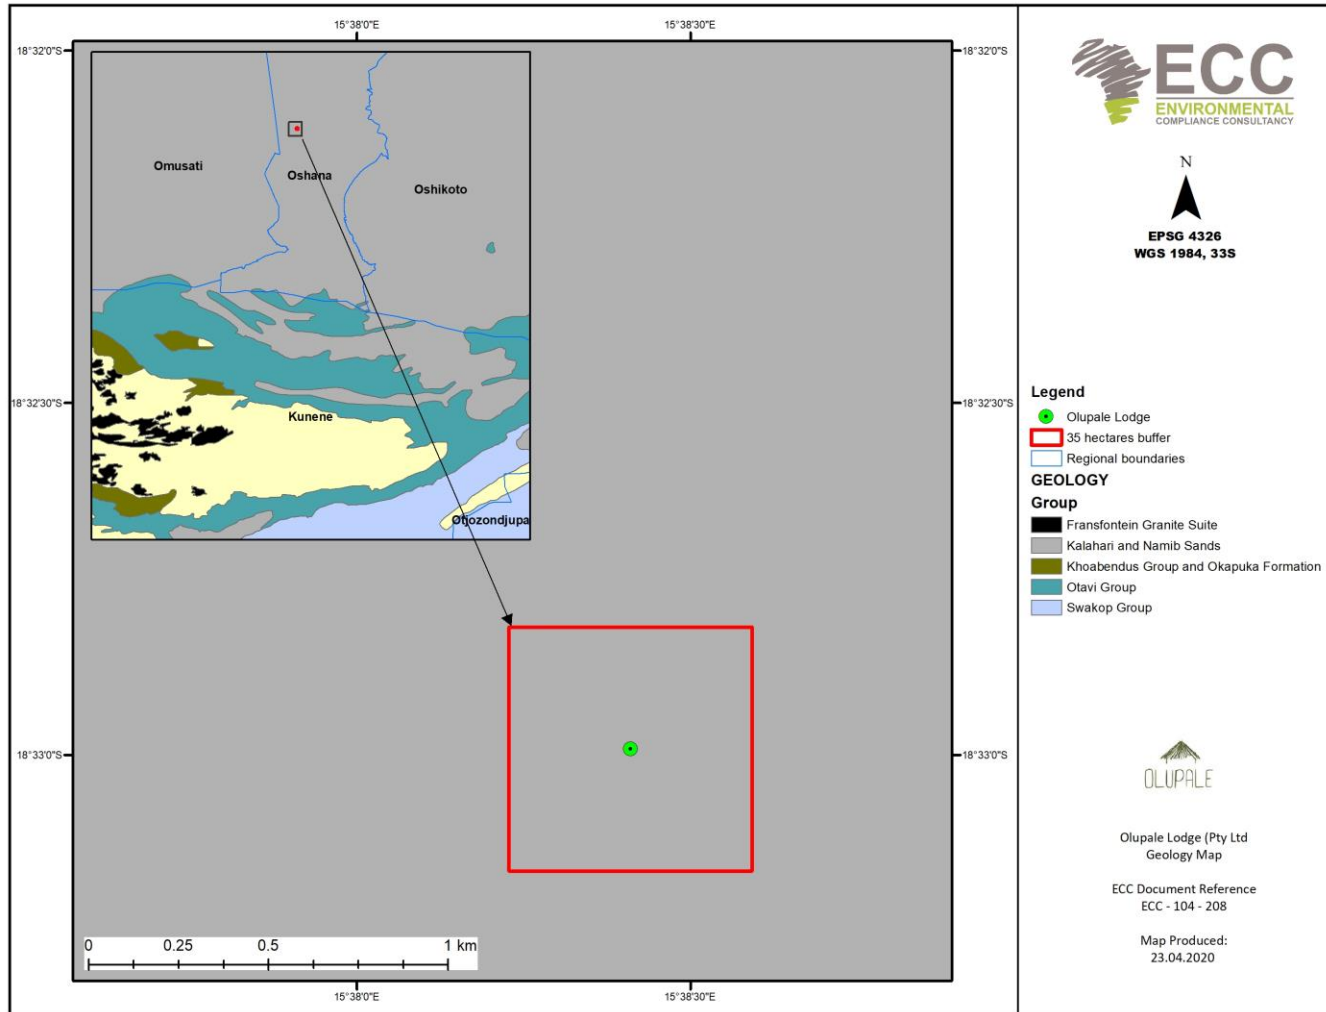 15°38'0"E
15°38'30"E
18°32'0"S
18°32'0"S
Omusati
Oshana
Oshikoto
Kunene
Otjozondjupa
18°32'30"S
18°32'30"S
18°33'0"S
18°33'0"S
0 0.25 0.5 1 km
15°38'0"E
15°38'30"E
ECC
ENVIRONMENTAL
COMPLIANCE CONSULTANCY
N
EPSG 4326
WGS 1984, 33S
Legend
Olupale Lodge
35 hectares buffer
Regional boundaries
GEOLOGY
Group
Fransfontein Granite Suite
Kalahari and Namib Sands
Khoabendus Group and Okapuka Formation
Otavi Group
Swakop Group
OLUPALE
Olupale Lodge (Pty Ltd
Geology Map
ECC Document Reference
ECC - 104 - 208
Map Produced:
23.04.2020